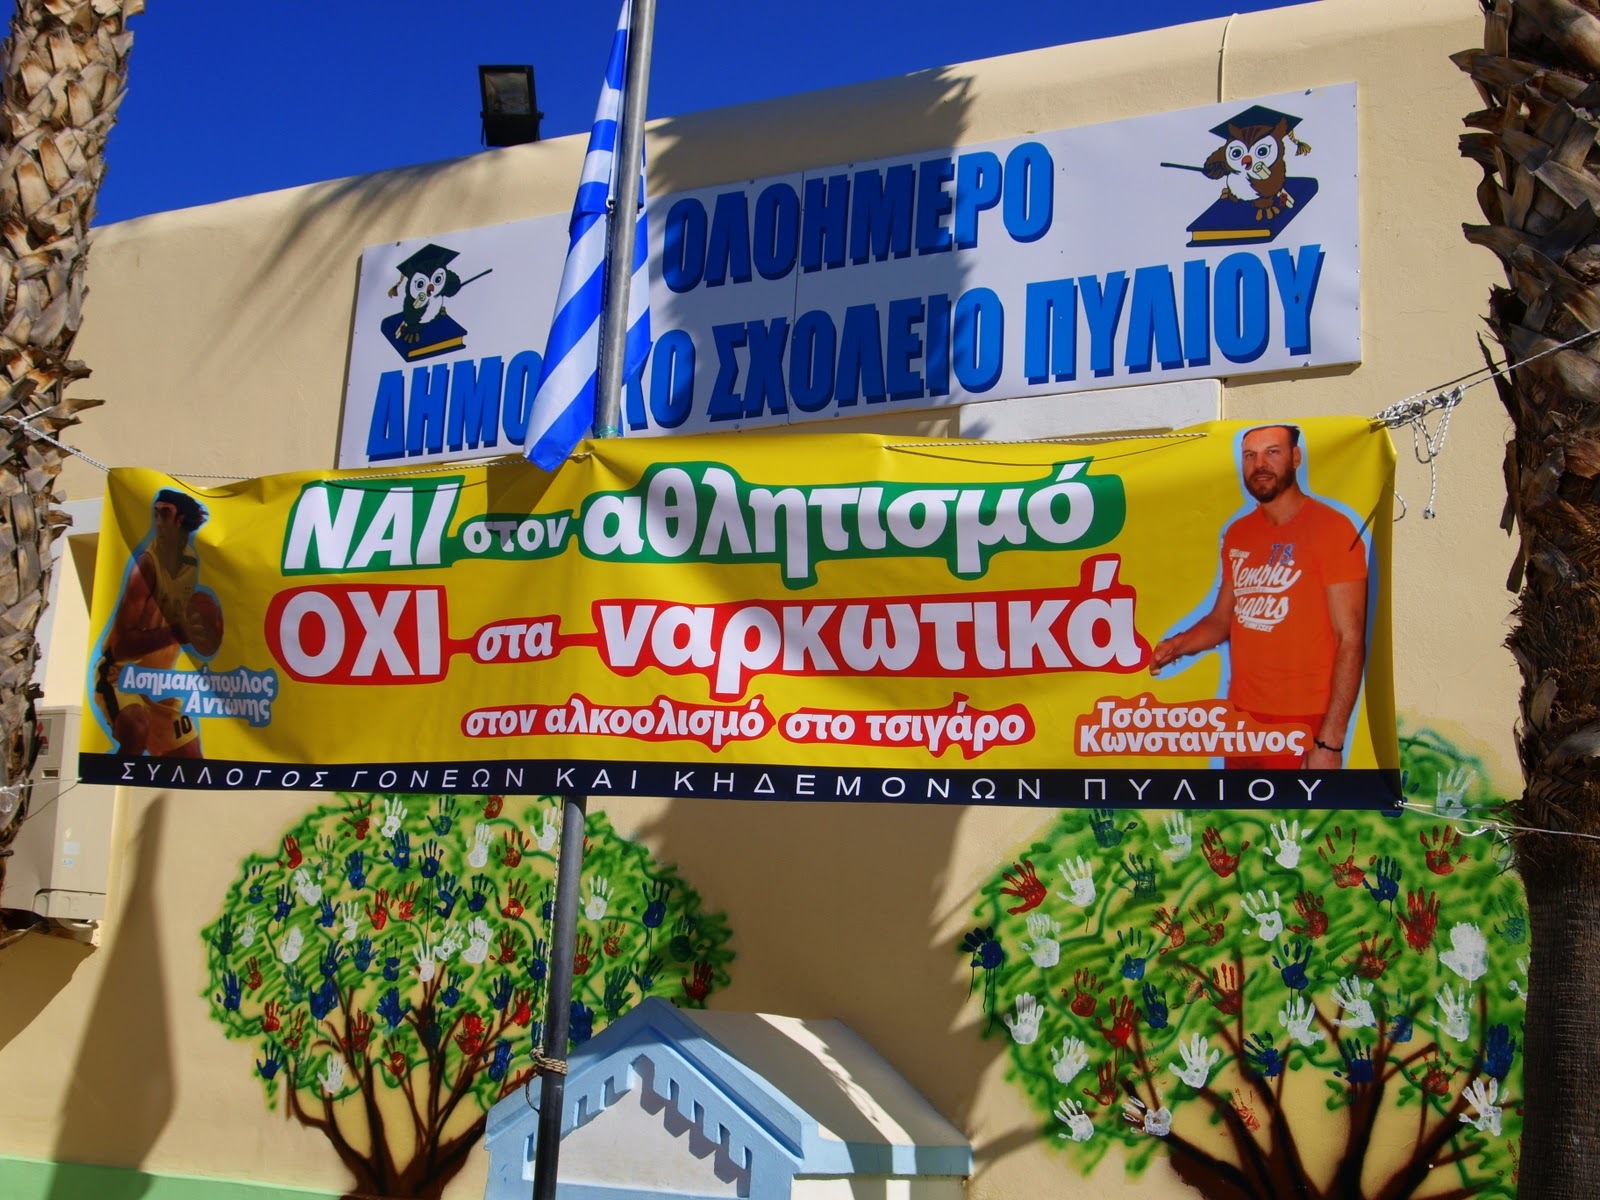 ΟΛΟΗΜΕΡΟ
ΣΧΟΛΕΙΟ ΠΥΛΙΟΥ
ΝΑΙ στον αθλητισμό
ΟΧΙ στα ναρκωτικά
στον αλκοολισμό στο τσιγάρο
Ασημακόπουλος
Αντώνης
10
Τσότσος
Κωνσταντίνος
ΣΥΛΛΟΓΟΣ ΓΟΝΕΩΝ ΚΑΙ ΚΗΔΕΜΟΝΩΝ ΠΥΛΙΟΥ